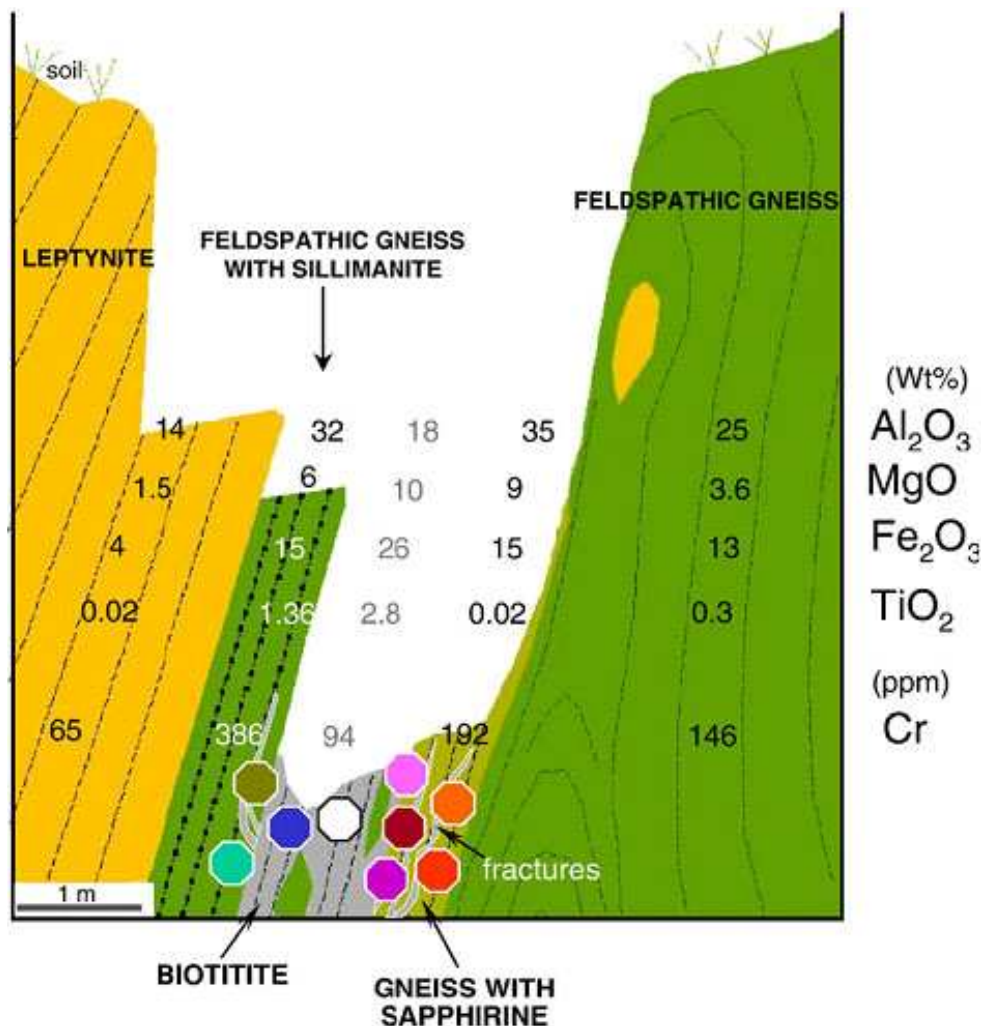 soil
FELDSPATHIC GNEISS
LEPTYNITE
FELDSPATHIC GNEISS
WITH SILLIMANITE
(Wt%)
14 32 18 35 25 Al₂O₃
1.5 6 10 9 3.6 MgO
4 15 26 15 13 Fe₂O₃
0.02 1.36 2.8 0.02 0.3 TiO₂
(ppm)
65 386 94 192 146 Cr
fractures
1 m
BIOTITITE
GNEISS WITH
SAPPHIRINE